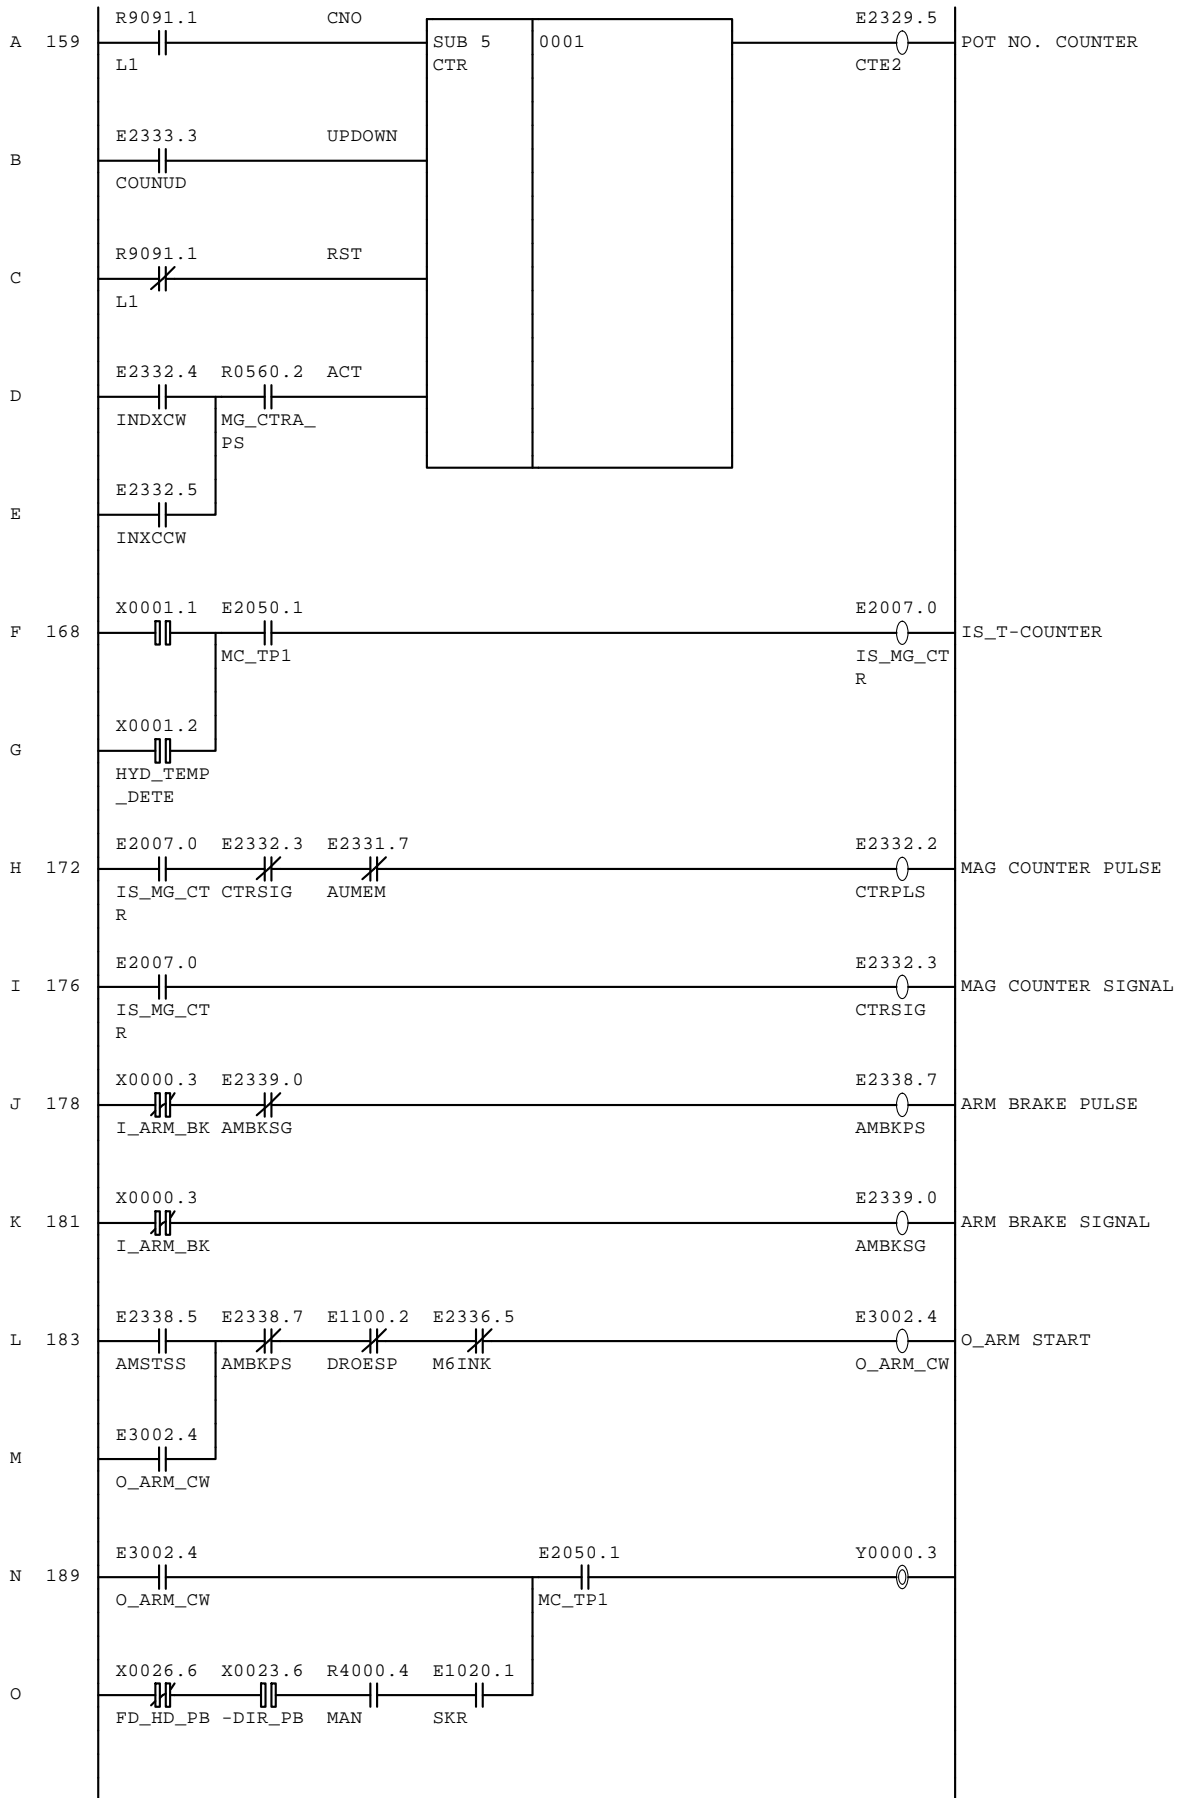 R9091.1 CNO E2329.5
A 159 SUB 5 0001 POT NO. COUNTER
L1 CTR CTE2
E2333.3 UPDOWN
B
COUNUD
R9091.1 RST
C
L1
E2332.4 R0560.2 ACT
D
INDXCW MG_CTRA_
PS
E2332.5
E
INXCCW
X0001.1 E2050.1 E2007.0
F 168 IS_T-COUNTER
MC_TP1 IS_MG_CT
R
X0001.2
G
HYD_TEMP
_DETE
E2007.0 E2332.3 E2331.7 E2332.2
H 172 MAG COUNTER PULSE
IS_MG_CT CTRSIG AUMEM CTRPLS
R
E2007.0 E2332.3
I 176 MAG COUNTER SIGNAL
IS_MG_CT CTRSIG
R
X0000.3 E2339.0 E2338.7
J 178 ARM BRAKE PULSE
I_ARM_BK AMBKSG AMBKPS
X0000.3 E2339.0
K 181 ARM BRAKE SIGNAL
I_ARM_BK AMBKSG
E2338.5 E2338.7 E1100.2 E2336.5 E3002.4
L 183 O_ARM START
AMSTSS AMBKPS DROESP M6INK O_ARM_CW
E3002.4
M
O_ARM_CW
E3002.4 E2050.1 Y0000.3
N 189
O_ARM_CW MC_TP1
X0026.6 X0023.6 R4000.4 E1020.1
O
FD_HD_PB -DIR_PB MAN SKR